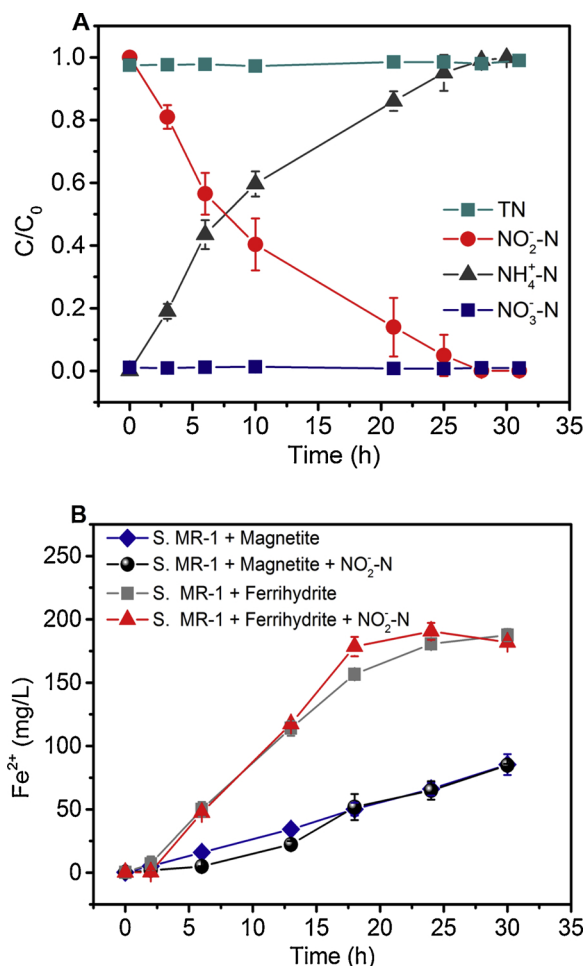 A
1.0
0.8
0.6
0.4
0.2
0.0
C/C₀
TN
NO₂⁻-N
NH₄⁺-N
NO₃⁻-N
0 5 10 15 20 25 30 35
Time (h)
B
250
200
150
100
50
0
Fe²⁺ (mg/L)
S. MR-1 + Magnetite
S. MR-1 + Magnetite + NO₂⁻-N
S. MR-1 + Ferrihydrite
S. MR-1 + Ferrihydrite + NO₂⁻-N
0 5 10 15 20 25 30 35
Time (h)